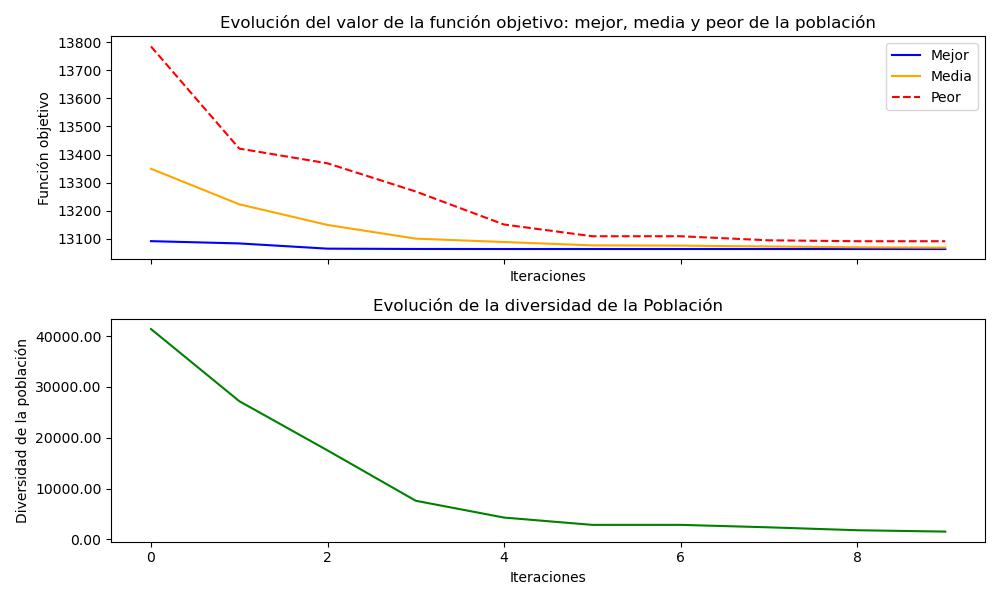 Evolución del valor de la función objetivo: mejor, media y peor de la población
Función objetivo
13800
13700
13600
13500
13400
13300
13200
13100
Mejor
Media
Peor
Iteraciones
Evolución de la diversidad de la Población
Diversidad de la población
40000.00
30000.00
20000.00
10000.00
0.00
0 2 4 6 8
Iteraciones